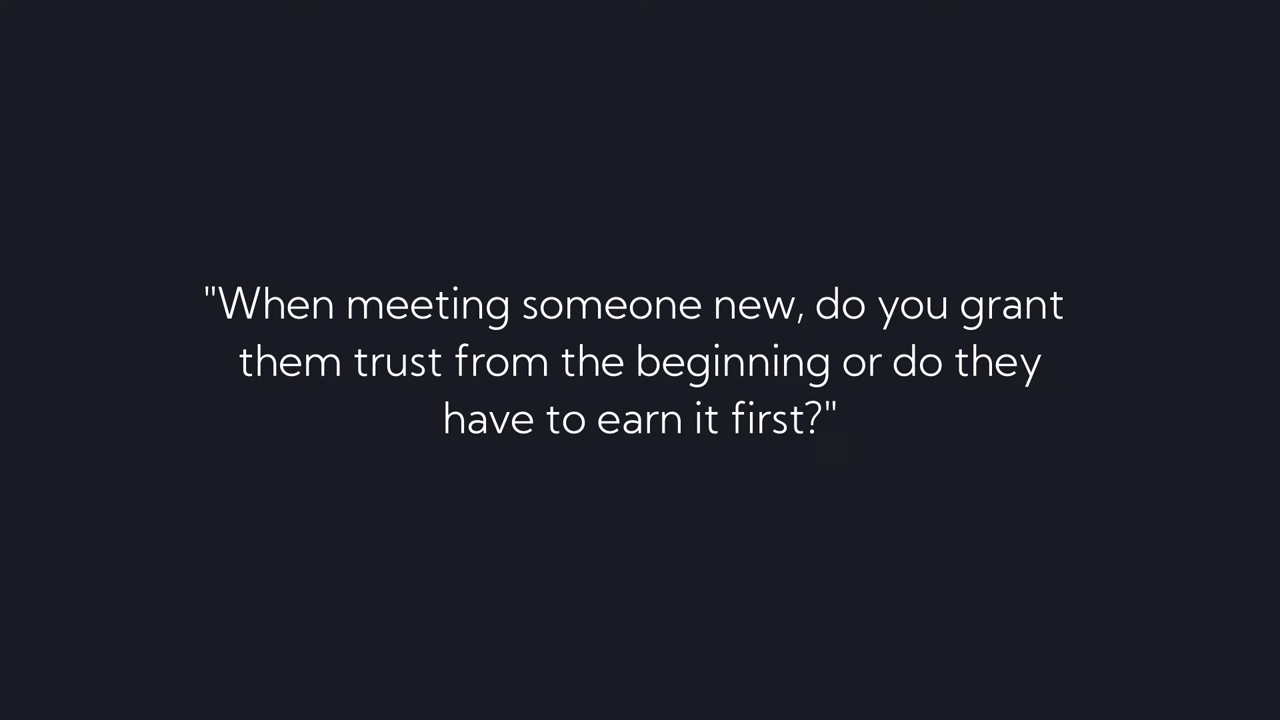 "When meeting someone new, do you grant
them trust from the beginning or do they
have to earn it first?"